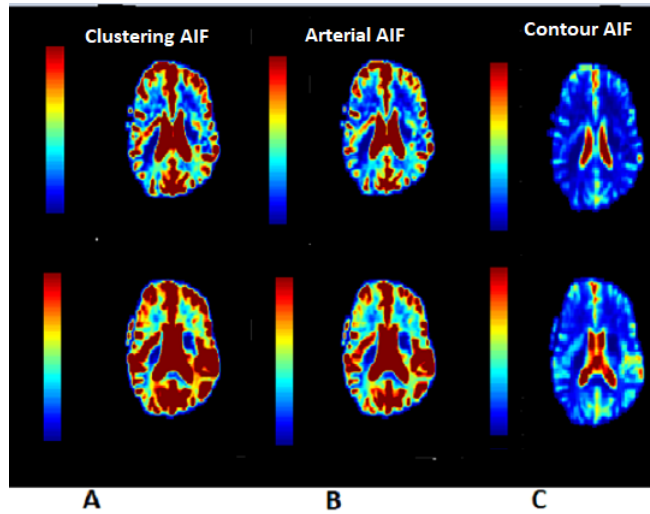 Clustering AIF
Arterial AIF
Contour AIF
A
B
C